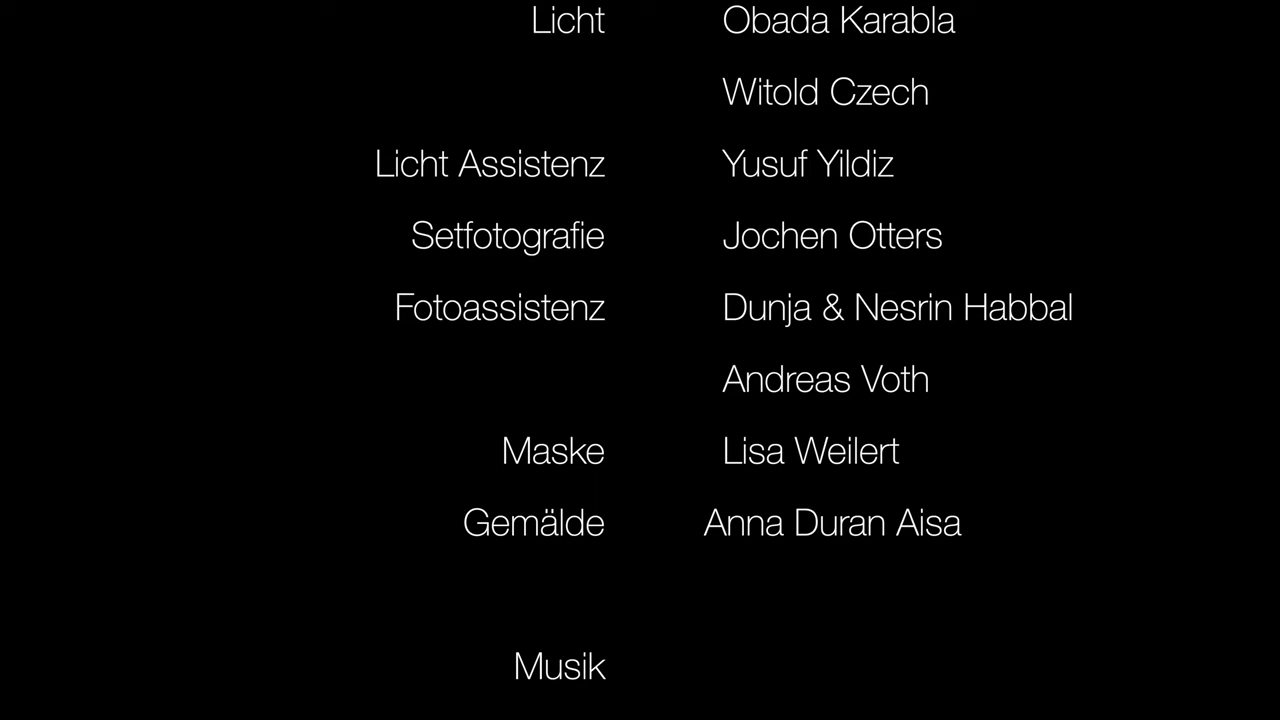 Licht Obada Karabla
Witold Czech
Licht Assistenz Yusuf Yildiz
Setfotografie Jochen Otters
Fotoassistenz Dunja & Nesrin Habbal
Andreas Voth
Maske Lisa Weilert
Gemälde Anna Duran Aisa
Musik